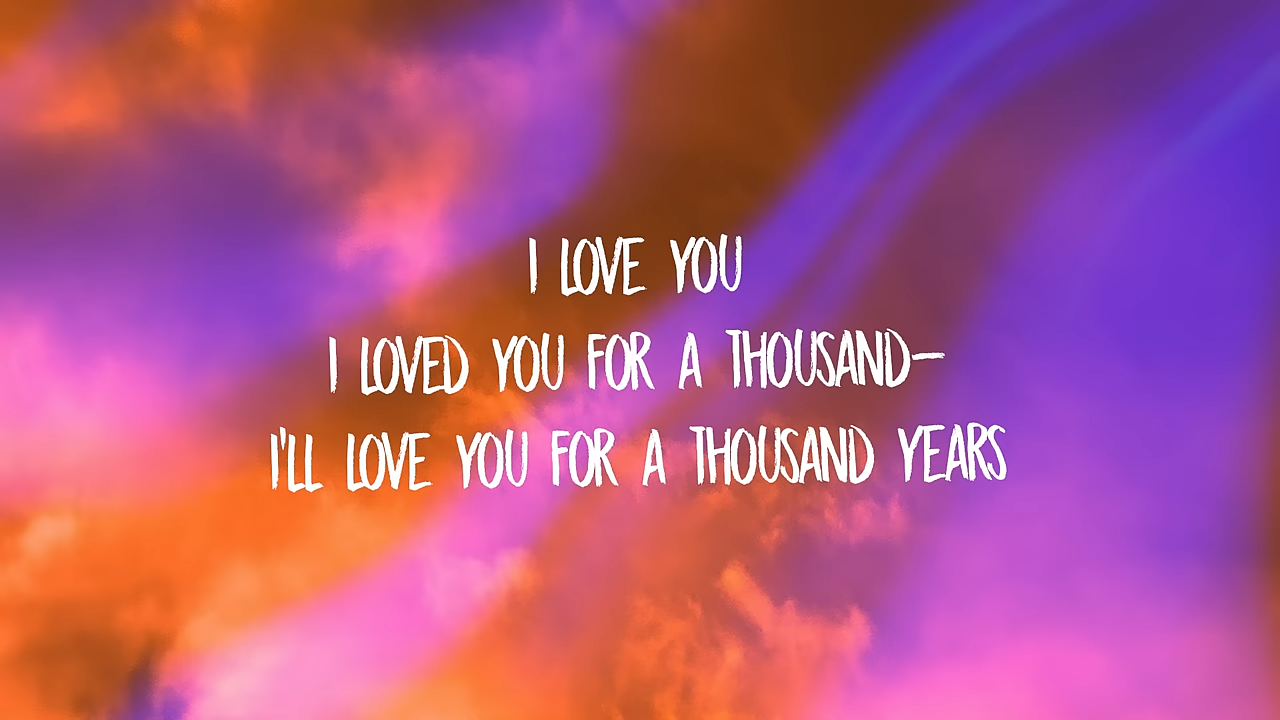 I LOVE YOU
I LOVED YOU FOR A THOUSAND—
I'LL LOVE YOU FOR A THOUSAND YEARS